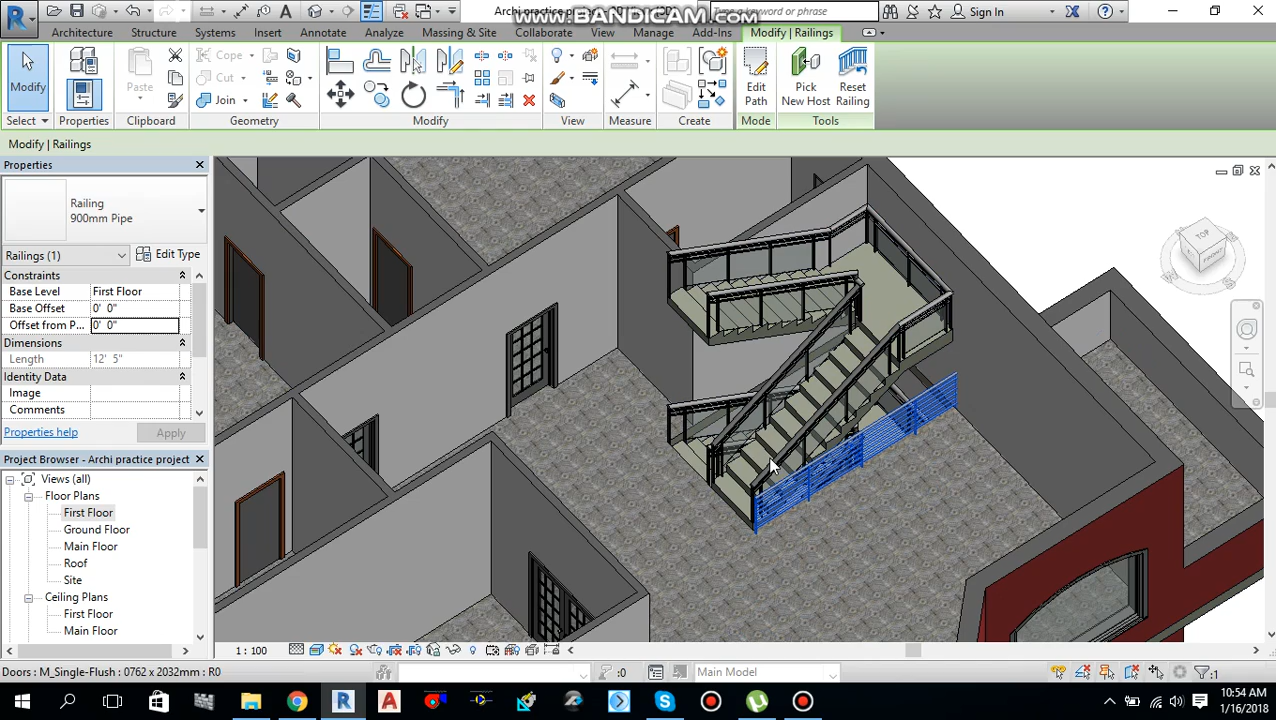 Archi practice p
www.BANDICAM.com
keyword or phrase
Sign In
Architecture Structure Systems Insert Annotate Analyze Massing & Site Collaborate View Manage Add-Ins Modify | Railings
Modify
Paste
Cope
Cut
Join
Edit Path
Pick New Host
Reset Railing
Select Properties Clipboard Geometry Modify View Measure Create Mode Tools
Modify | Railings
Properties
Railing
900mm Pipe
Railings (1)
Edit Type
Constraints
Base Level First Floor
Base Offset 0' 0"
Offset from P... 0' 0"
Dimensions
Length 12' 5"
Identity Data
Image
Comments
Properties help
Apply
Project Browser - Archi practice project
Views (all)
Floor Plans
First Floor
Ground Floor
Main Floor
Roof
Site
Ceiling Plans
First Floor
Main Floor
TOP
FRONT
1 : 100
Doors : M_Single-Flush : 0762 x 2032mm : R0
:0
Main Model
:1
10:54 AM
1/16/2018